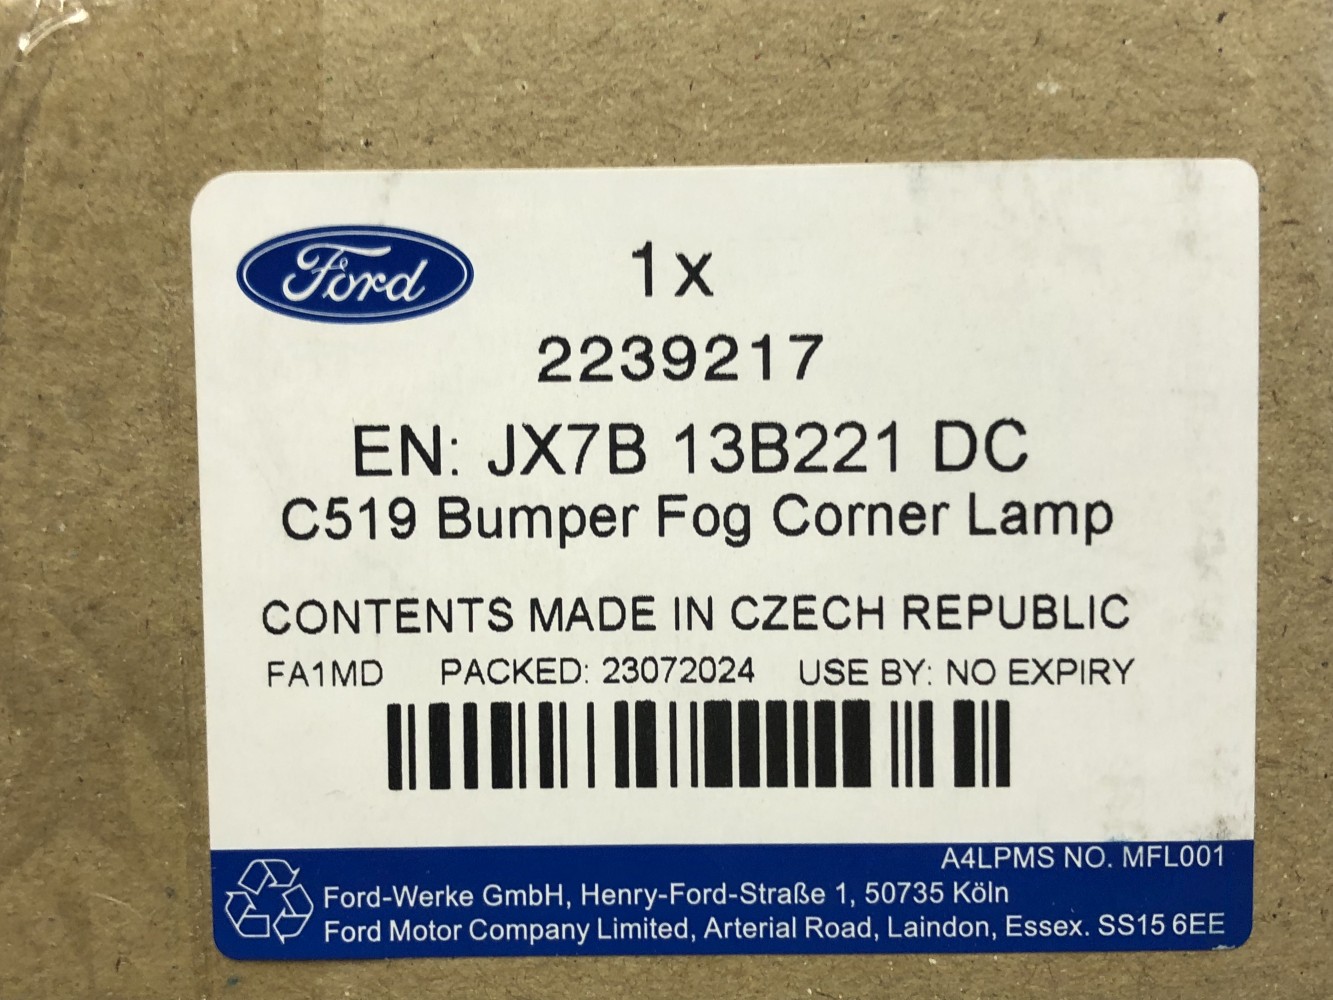 Ford
1x
2239217
EN: JX7B 13B221 DC
C519 Bumper Fog Corner Lamp
CONTENTS MADE IN CZECH REPUBLIC
FA1MD PACKED: 23072024 USE BY: NO EXPIRY
A4LPMS NO. MFL001
Ford-Werke GmbH, Henry-Ford-Straße 1, 50735 Köln
Ford Motor Company Limited, Arterial Road, Laindon, Essex. SS15 6EE